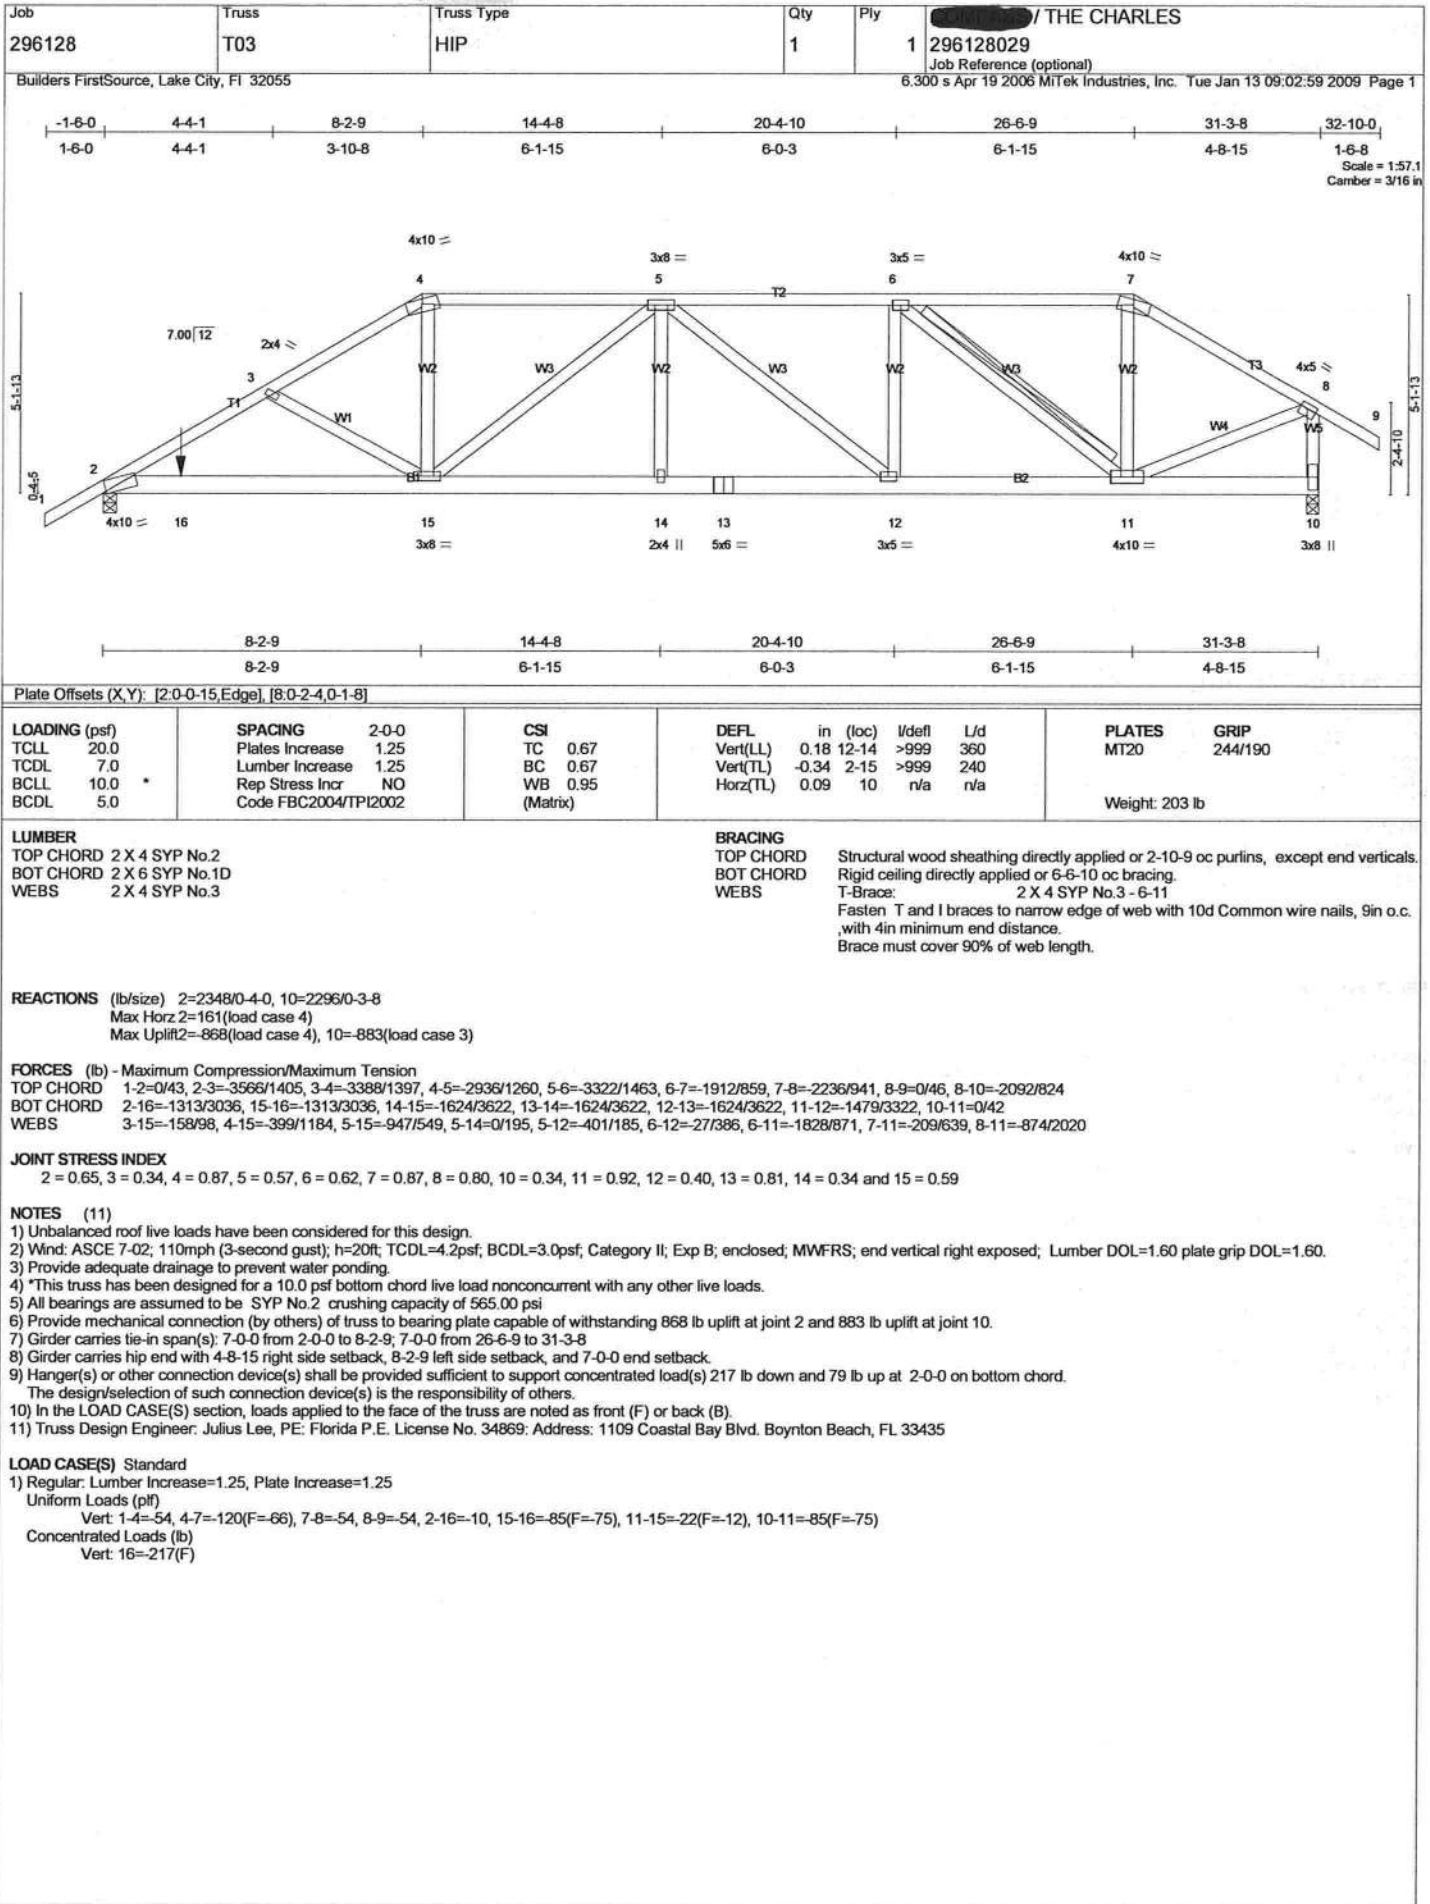 Job
Truss
Truss Type
Qty
Ply
/ THE CHARLES
296128
T03
HIP
1
1
296128029
Job Reference (optional)
Builders FirstSource, Lake City, Fl 32055
6.300 s Apr 19 2006 MiTek Industries, Inc. Tue Jan 13 09:02:59 2009 Page 1
-1-6-0 4-4-1 8-2-9 14-4-8 20-4-10 26-6-9 31-3-8 32-10-0
1-6-0 4-4-1 3-10-8 6-1-15 6-0-3 6-1-15 4-8-15 1-6-8
Scale = 1:57.1
Camber = 3/16 in
4x10 =
3x8 =
3x5 =
4x10 =
4 5 6 7
T2
7.00 12
2x4
3
T1
W1
W2
W3
W2
W3
W2
W3
W2
T3
4x5
8
9
W4
W5
5-1-13
0-4-5
5-1-13
2-4-10
2
1
B1
B2
4x10 = 16 15 14 13 12 11 10
3x8 = 2x4 || 5x6 = 3x5 = 4x10 = 3x8 ||
8-2-9 14-4-8 20-4-10 26-6-9 31-3-8
8-2-9 6-1-15 6-0-3 6-1-15 4-8-15
Plate Offsets (X,Y): [2:0-0-15,Edge], [8:0-2-4,0-1-8]
LOADING (psf)
TCLL 20.0
TCDL 7.0
BCLL 10.0 *
BCDL 5.0
SPACING 2-0-0
Plates Increase 1.25
Lumber Increase 1.25
Rep Stress Incr NO
Code FBC2004/TPI2002
CSI
TC 0.67
BC 0.67
WB 0.95
(Matrix)
DEFL in (loc) l/defl L/d
Vert(LL) 0.18 12-14 >999 360
Vert(TL) -0.34 2-15 >999 240
Horz(TL) 0.09 10 n/a n/a
PLATES GRIP
MT20 244/190
Weight: 203 lb
LUMBER
TOP CHORD 2 X 4 SYP No.2
BOT CHORD 2 X 6 SYP No.1D
WEBS 2 X 4 SYP No.3
BRACING
TOP CHORD Structural wood sheathing directly applied or 2-10-9 oc purlins, except end verticals.
BOT CHORD Rigid ceiling directly applied or 6-6-10 oc bracing.
WEBS T-Brace: 2 X 4 SYP No.3 - 6-11
Fasten T and I braces to narrow edge of web with 10d Common wire nails, 9in o.c.
,with 4in minimum end distance.
Brace must cover 90% of web length.
REACTIONS (lb/size) 2=2348/0-4-0, 10=2296/0-3-8
Max Horz 2=161(load case 4)
Max Uplift2=-868(load case 4), 10=-883(load case 3)
FORCES (lb) - Maximum Compression/Maximum Tension
TOP CHORD 1-2=0/43, 2-3=-3566/1405, 3-4=-3388/1397, 4-5=-2936/1260, 5-6=-3322/1463, 6-7=-1912/859, 7-8=-2236/941, 8-9=0/46, 8-10=-2092/824
BOT CHORD 2-16=-1313/3036, 15-16=-1313/3036, 14-15=-1624/3622, 13-14=-1624/3622, 12-13=-1624/3622, 11-12=-1479/3322, 10-11=0/42
WEBS 3-15=-158/98, 4-15=-399/1184, 5-15=-947/549, 5-14=0/195, 5-12=-401/185, 6-12=-27/386, 6-11=-1828/871, 7-11=-209/639, 8-11=-874/2020
JOINT STRESS INDEX
2 = 0.65, 3 = 0.34, 4 = 0.87, 5 = 0.57, 6 = 0.62, 7 = 0.87, 8 = 0.80, 10 = 0.34, 11 = 0.92, 12 = 0.40, 13 = 0.81, 14 = 0.34 and 15 = 0.59
NOTES (11)
1) Unbalanced roof live loads have been considered for this design.
2) Wind: ASCE 7-02; 110mph (3-second gust); h=20ft; TCDL=4.2psf; BCDL=3.0psf; Category II; Exp B; enclosed; MWFRS; end vertical right exposed; Lumber DOL=1.60 plate grip DOL=1.60.
3) Provide adequate drainage to prevent water ponding.
4) *This truss has been designed for a 10.0 psf bottom chord live load nonconcurrent with any other live loads.
5) All bearings are assumed to be SYP No.2 crushing capacity of 565.00 psi
6) Provide mechanical connection (by others) of truss to bearing plate capable of withstanding 868 lb uplift at joint 2 and 883 lb uplift at joint 10.
7) Girder carries tie-in span(s): 7-0-0 from 2-0-0 to 8-2-9; 7-0-0 from 26-6-9 to 31-3-8
8) Girder carries hip end with 4-8-15 right side setback, 8-2-9 left side setback, and 7-0-0 end setback.
9) Hanger(s) or other connection device(s) shall be provided sufficient to support concentrated load(s) 217 lb down and 79 lb up at 2-0-0 on bottom chord.
The design/selection of such connection device(s) is the responsibility of others.
10) In the LOAD CASE(S) section, loads applied to the face of the truss are noted as front (F) or back (B).
11) Truss Design Engineer: Julius Lee, PE: Florida P.E. License No. 34869: Address: 1109 Coastal Bay Blvd. Boynton Beach, FL 33435
LOAD CASE(S) Standard
1) Regular: Lumber Increase=1.25, Plate Increase=1.25
Uniform Loads (plf)
Vert: 1-4=-54, 4-7=-120(F=-66), 7-8=-54, 8-9=-54, 2-16=-10, 15-16=-85(F=-75), 11-15=-22(F=-12), 10-11=-85(F=-75)
Concentrated Loads (lb)
Vert: 16=-217(F)